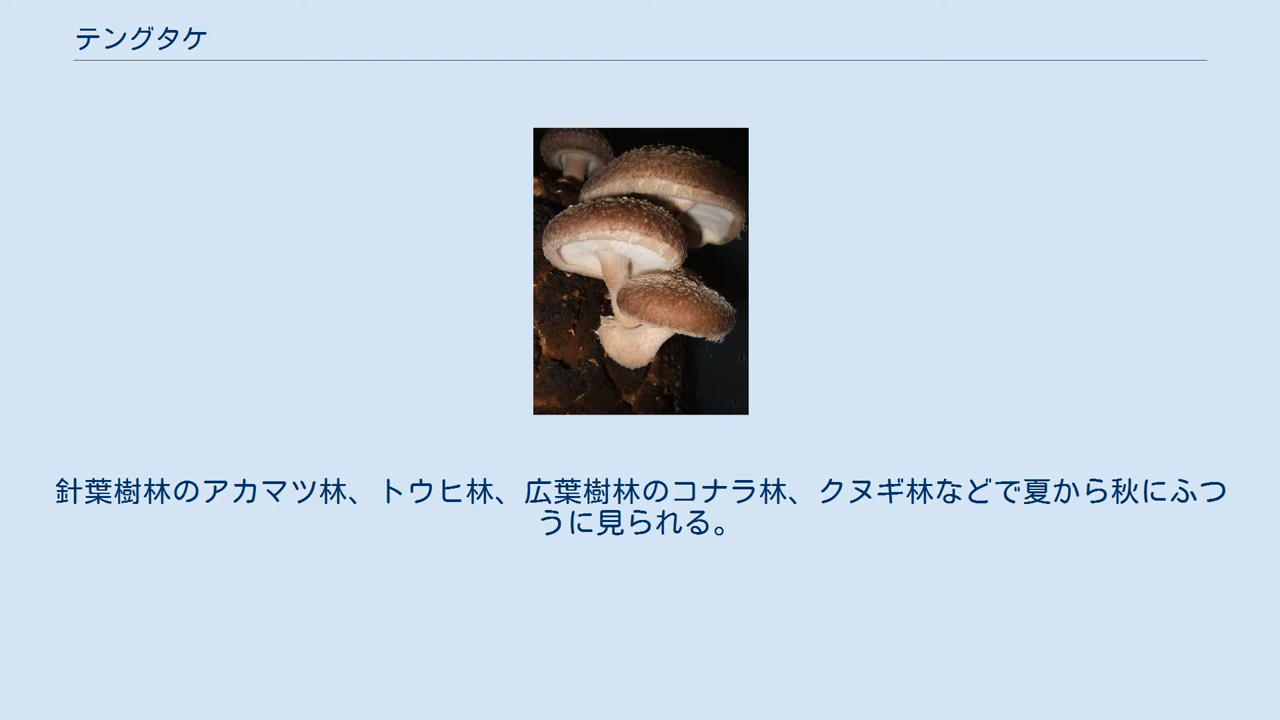 テングタケ
針葉樹林のアカマツ林、トウヒ林、広葉樹林のコナラ林、クヌギ林などで夏から秋にふつ
うに見られる。